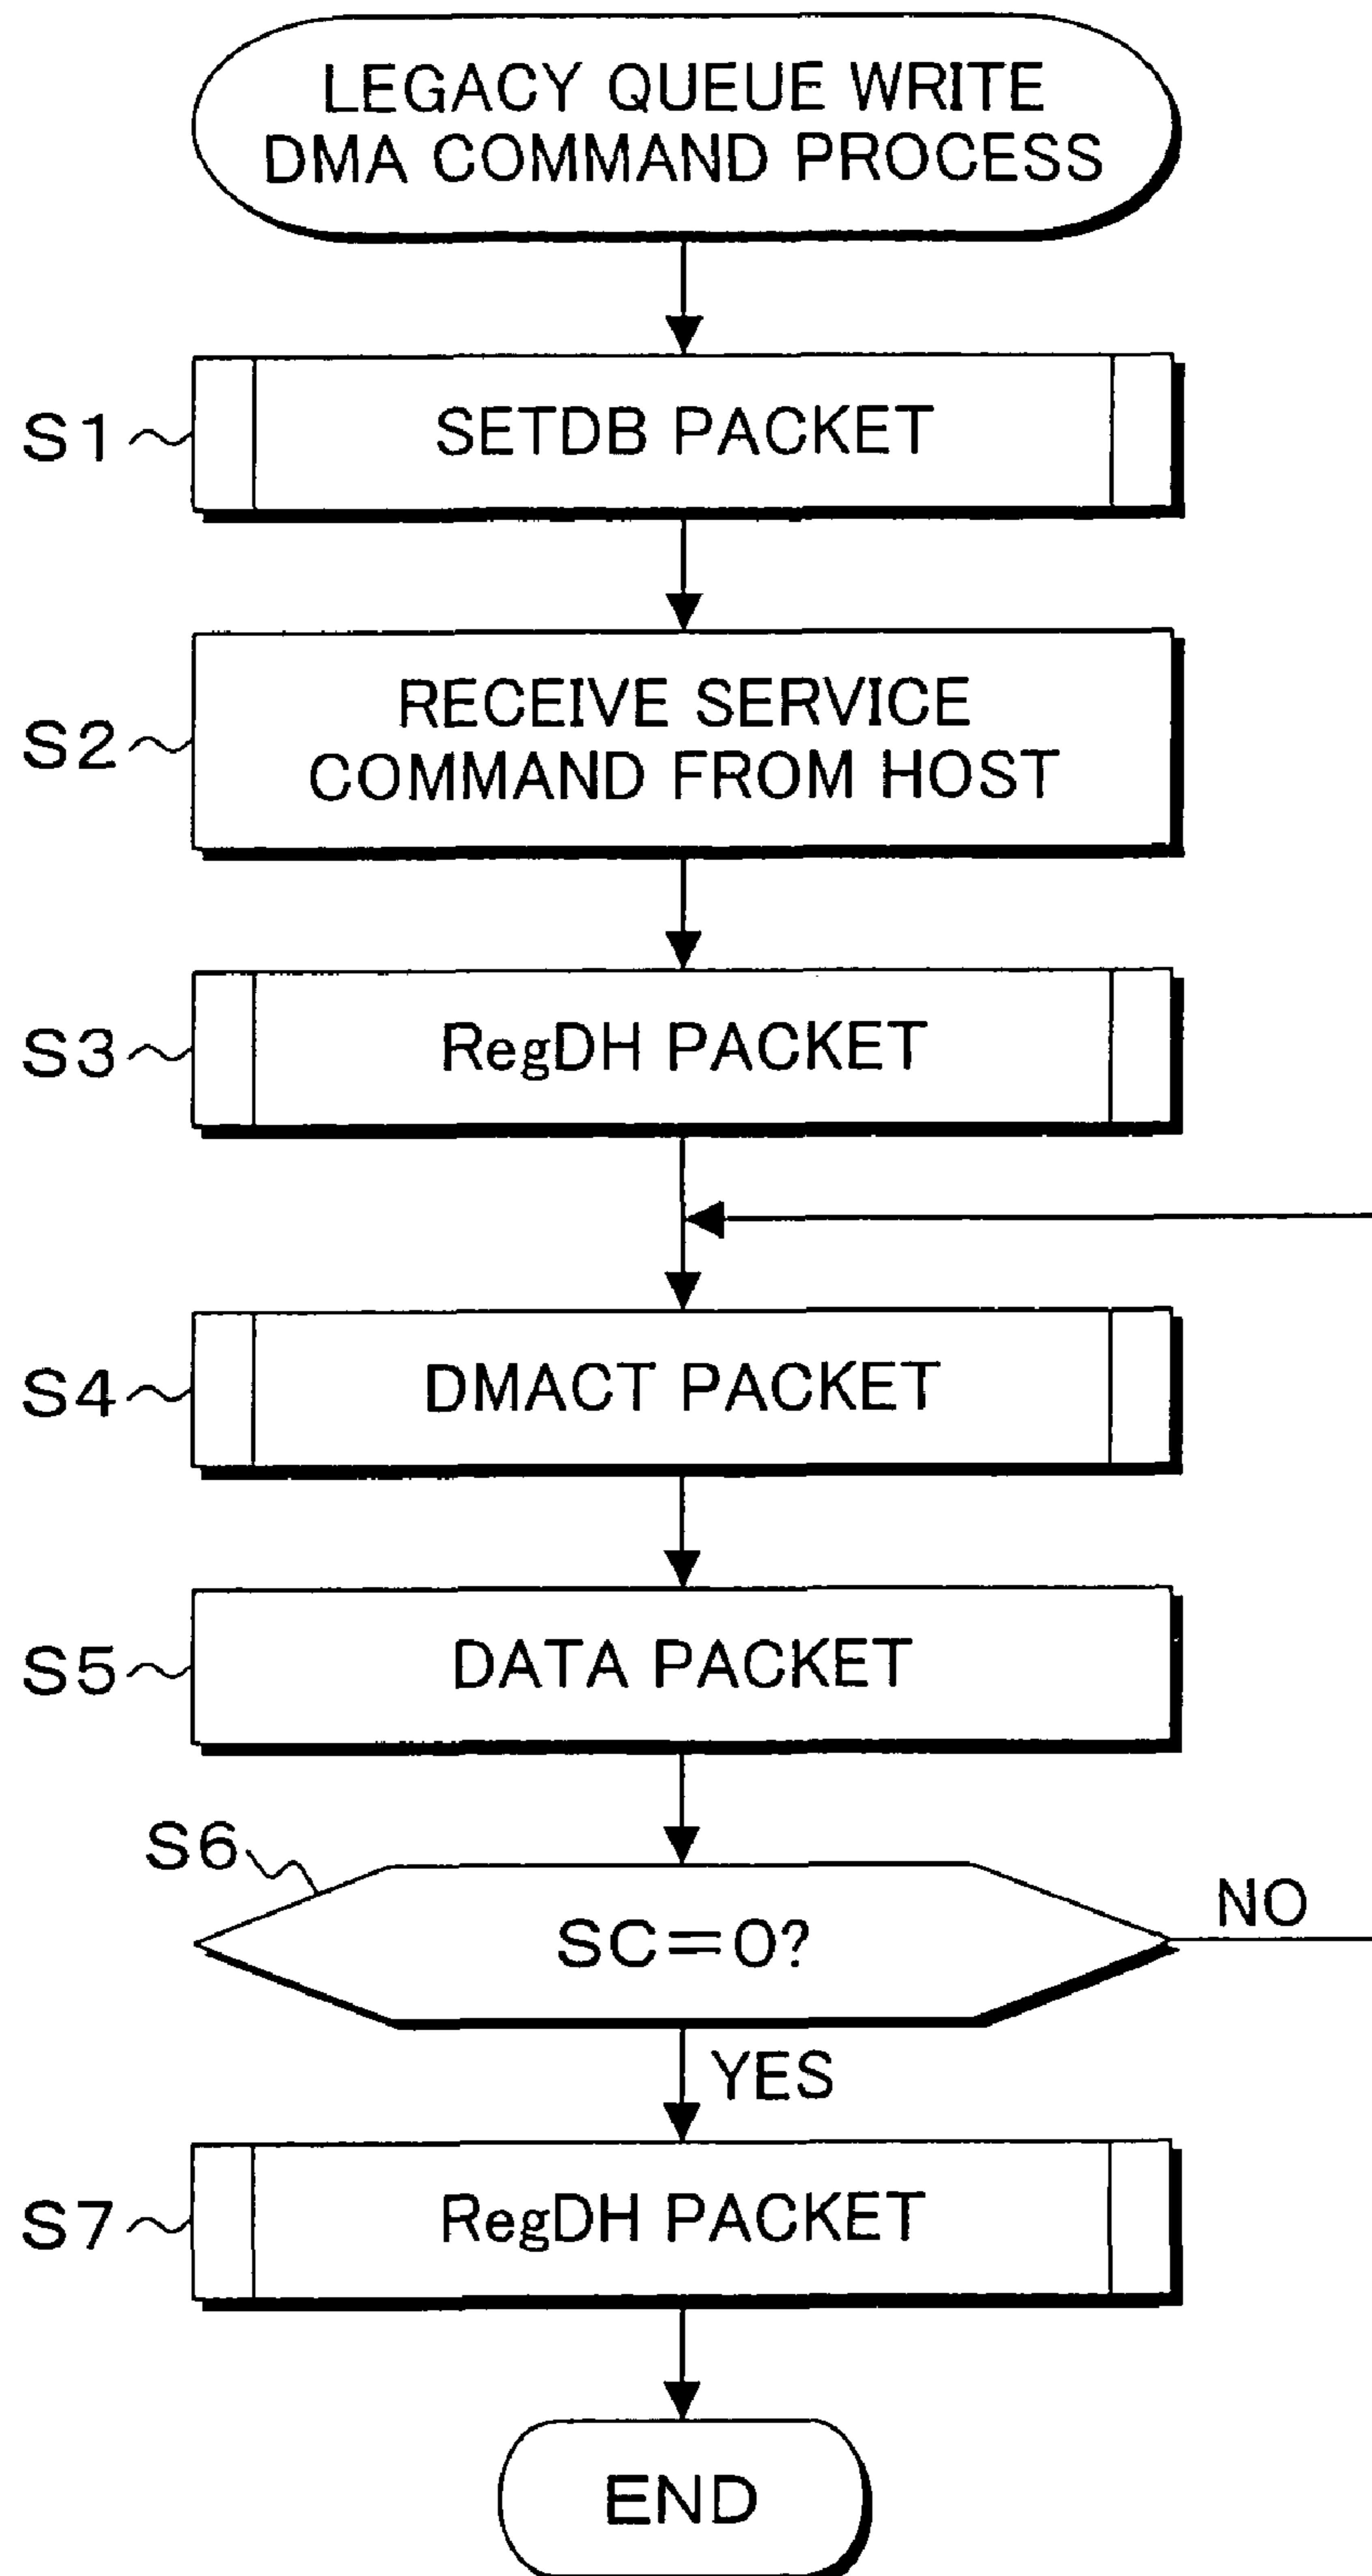 LEGACY QUEUE WRITE
DMA COMMAND PROCESS
S1
SETDB PACKET
S2
RECEIVE SERVICE
COMMAND FROM HOST
S3
RegDH PACKET
S4
DMACT PACKET
S5
DATA PACKET
S6
SC=0?
NO
YES
S7
RegDH PACKET
END